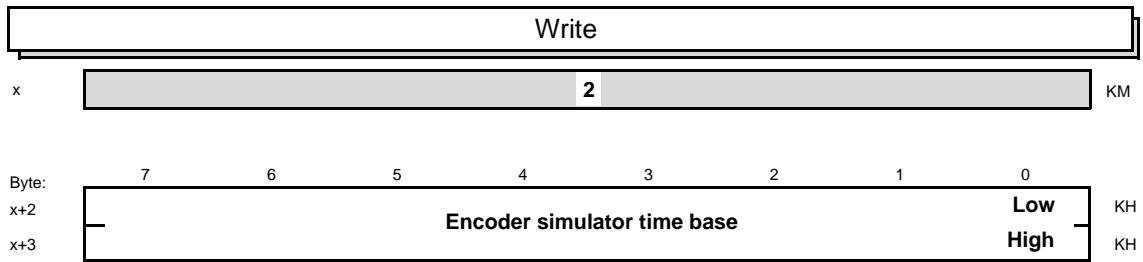 Write
x 2 KM
Byte: 7 6 5 4 3 2 1 0
x+2 Low KH
Encoder simulator time base
x+3 High KH